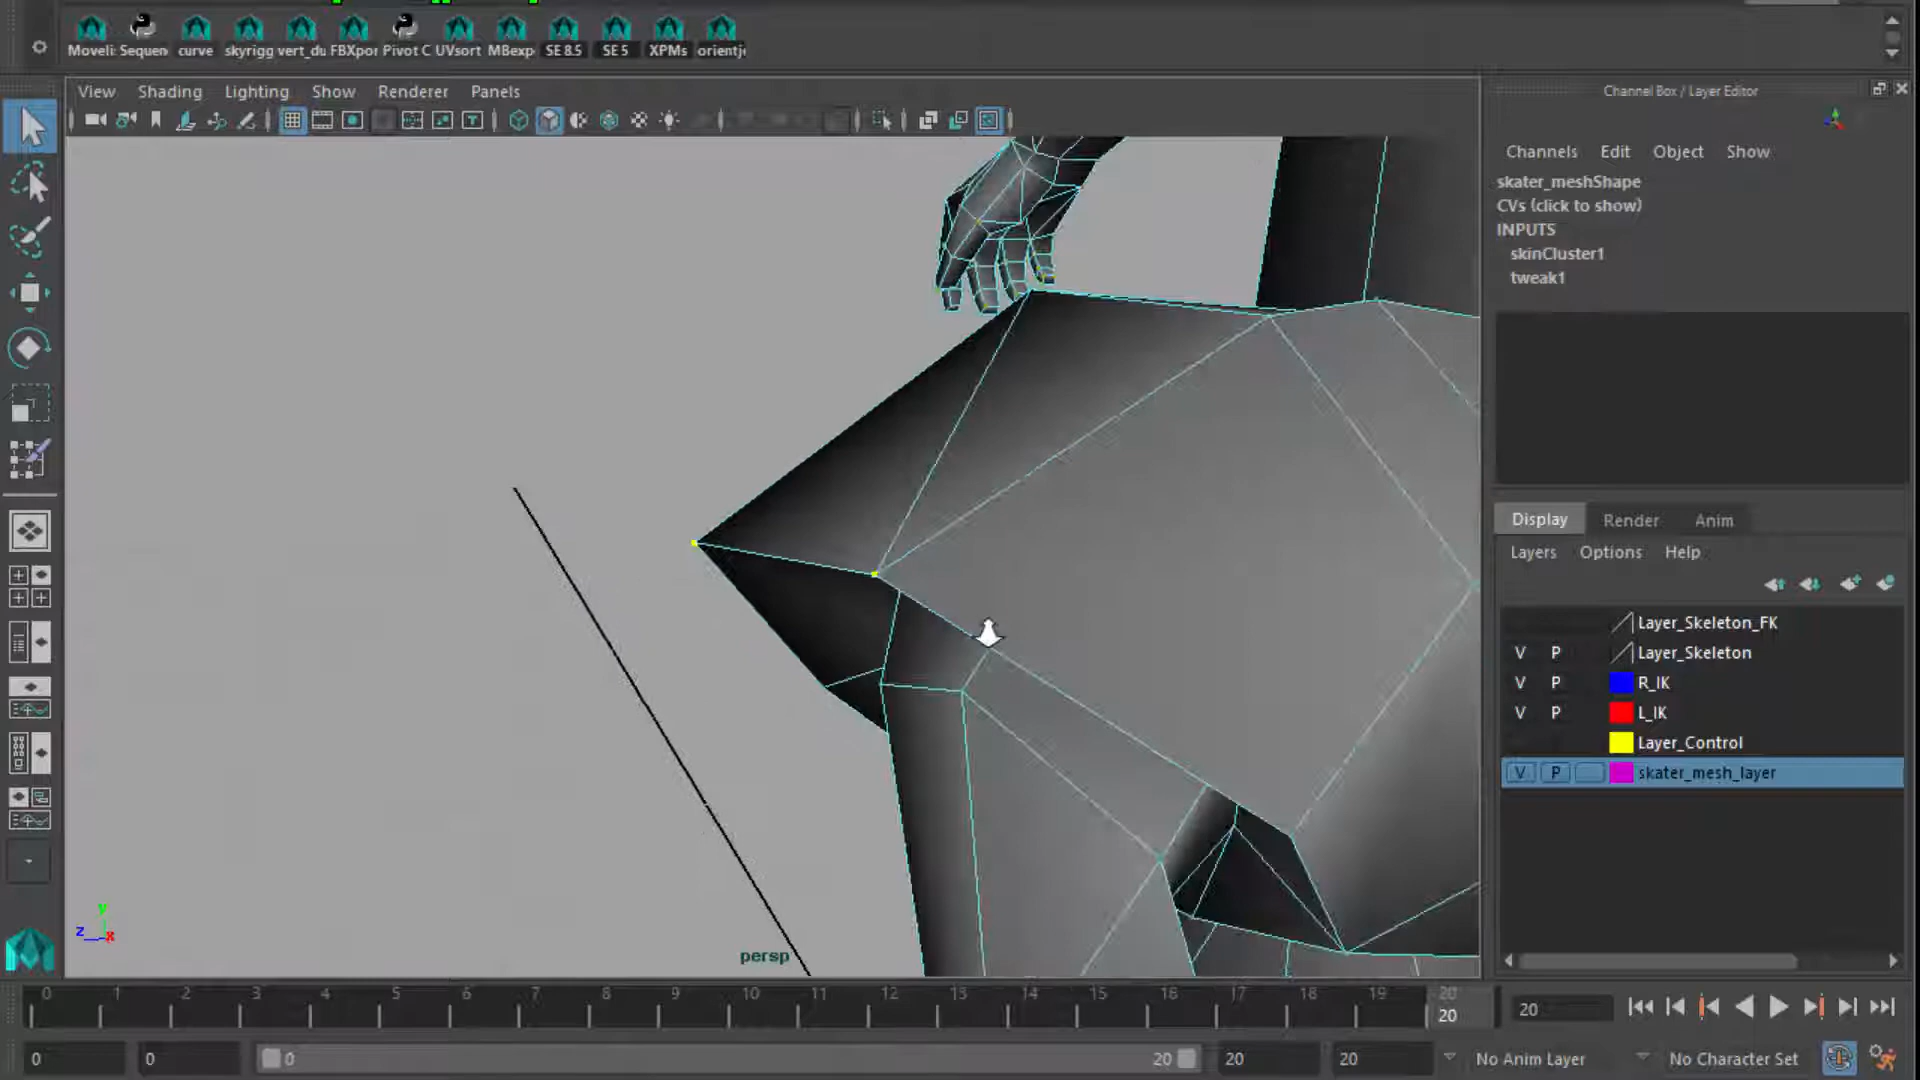 Moveli Sequen curve skyrigg vert_du FBXpor Pivot C UVsort MBexp SE 8.5 SE 5 XPMs orientj
View Shading Lighting Show Renderer Panels
Channel Box / Layer Editor
Channels Edit Object Show
skater_meshShape
CVs (click to show)
INPUTS
skinCluster1
tweak1
Display Render Anim
Layers Options Help
Layer_Skeleton_FK
V P Layer_Skeleton
V P R_IK
V P L_IK
Layer_Control
V P skater_mesh_layer
y
z x
persp
0 1 2 3 4 5 6 7 8 9 10 11 12 13 14 15 16 17 18 19 20
20
20
0 0 0 20 20 20 No Anim Layer No Character Set